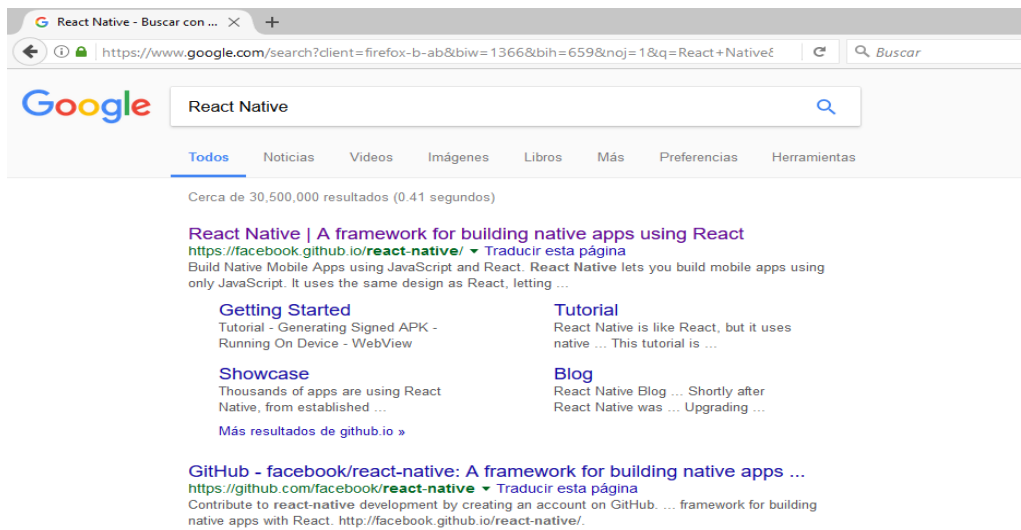 React Native - Buscar con ...
https://www.google.com/search?client=firefox-b-ab&biw=1366&bih=659&noj=1&q=React+Native&
Buscar
Google
React Native
Todos Noticias Videos Imágenes Libros Más Preferencias Herramientas
Cerca de 30,500,000 resultados (0.41 segundos)
React Native | A framework for building native apps using React
https://facebook.github.io/react-native/ Traducir esta página
Build Native Mobile Apps using JavaScript and React. React Native lets you build mobile apps using
only JavaScript. It uses the same design as React, letting ...
Getting Started
Tutorial - Generating Signed APK -
Running On Device - WebView
Tutorial
React Native is like React, but it uses
native ... This tutorial is ...
Showcase
Thousands of apps are using React
Native, from established ...
Blog
React Native Blog ... Shortly after
React Native was ... Upgrading ...
Más resultados de github.io »
GitHub - facebook/react-native: A framework for building native apps ...
https://github.com/facebook/react-native Traducir esta página
Contribute to react-native development by creating an account on GitHub. ... framework for building
native apps with React. http://facebook.github.io/react-native/.